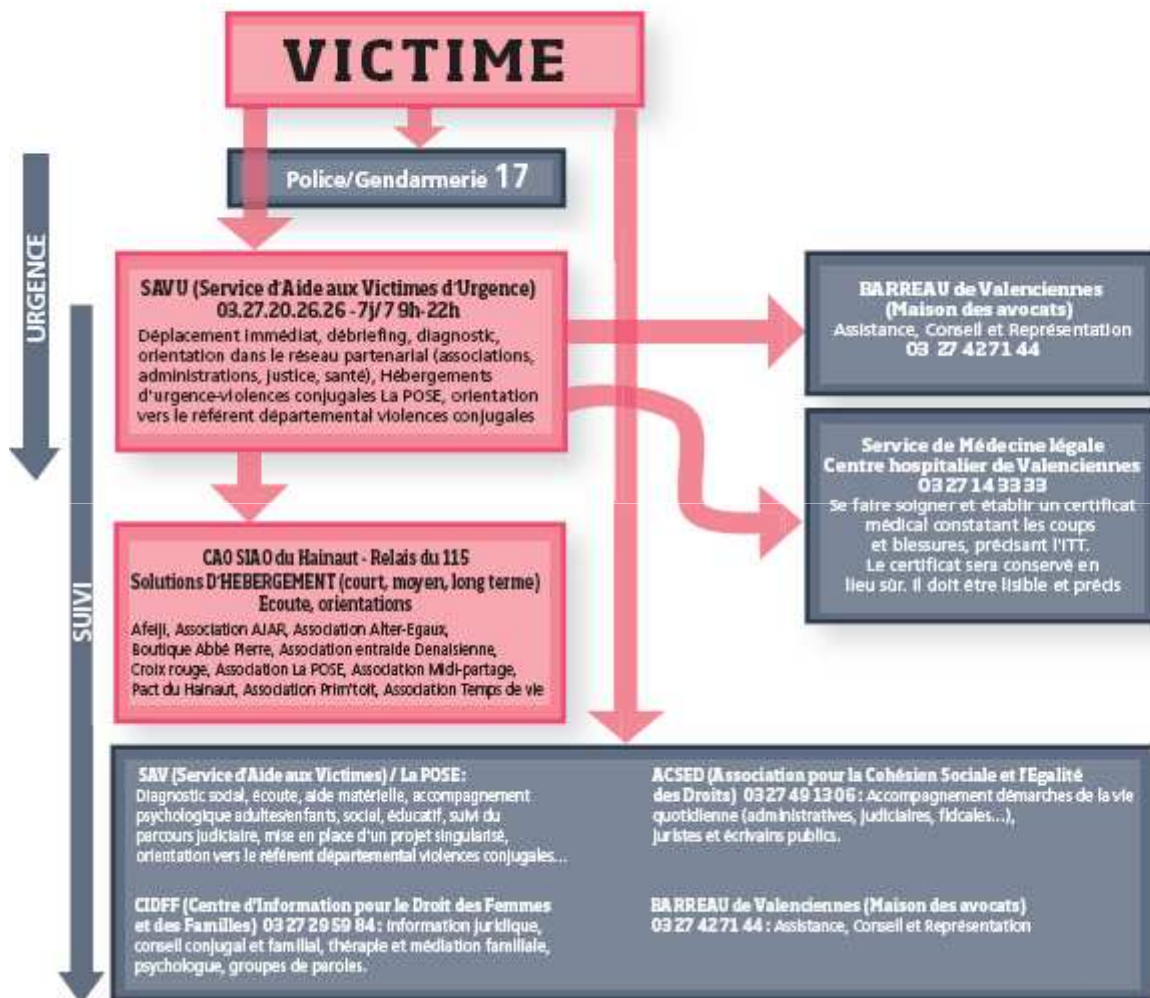 VICTIME
Police/Gendarmerie 17
URGENCE
SUIVI
SAVU (Service d'Aide aux Victimes d'Urgence)
03.27.20.26.26 - 7j/7 9h-22h
Déplacement immédiat, débriefing, diagnostic,
orientation dans le réseau partenarial (associations,
administrations, justice, santé), Hébergements
d'urgence-violences conjugales La POSE, orientation
vers le référent départemental violences conjugales
BARREAU de Valenciennes
(Maison des avocats)
Assistance, Conseil et Représentation
03 27 42 71 44
Service de Médecine légale
Centre hospitalier de Valenciennes
03 27 14 33 33
Se faire soigner et établir un certificat
médical constatant les coups
et blessures, précisant l'ITT.
Le certificat sera conservé en
lieu sûr. Il doit être lisible et précis
CAO SIAO du Hainaut - Relais du 115
Solutions D'HEBERGEMENT (court, moyen, long terme)
Ecoute, orientations
Afeiji, Association AJAR, Association Alter-Egaux,
Boutique Abbé Pierre, Association entraide Denaisienne,
Croix rouge, Association La POSE, Association Midi-partage,
Pact du Hainaut, Association Prim'toit, Association Temps de vie
SAV (Service d'Aide aux Victimes) / La POSE :
Diagnostic social, écoute, aide matérielle, accompagnement
psychologique adultes/enfants, social, éducatif, suivi du
parcours judiciaire, mise en place d'un projet singularisé,
orientation vers le référent départemental violences conjugales...
CIDFF (Centre d'Information pour le Droit des Femmes
et des Familles) 03 27 29 59 84 : Information juridique,
conseil conjugal et familial, thérapie et médiation familiale,
psychologue, groupes de paroles.
ACSED (Association pour la Cohésien Sociale et l'Egalité
des Droits) 03 27 49 13 06 : Accompagnement démarches de la vie
quotidienne (administratives, judiciaires, fidcales...),
juristes et écrivains publics.
BARREAU de Valenciennes (Maison des avocats)
03 27 42 71 44 : Assistance, Conseil et Représentation